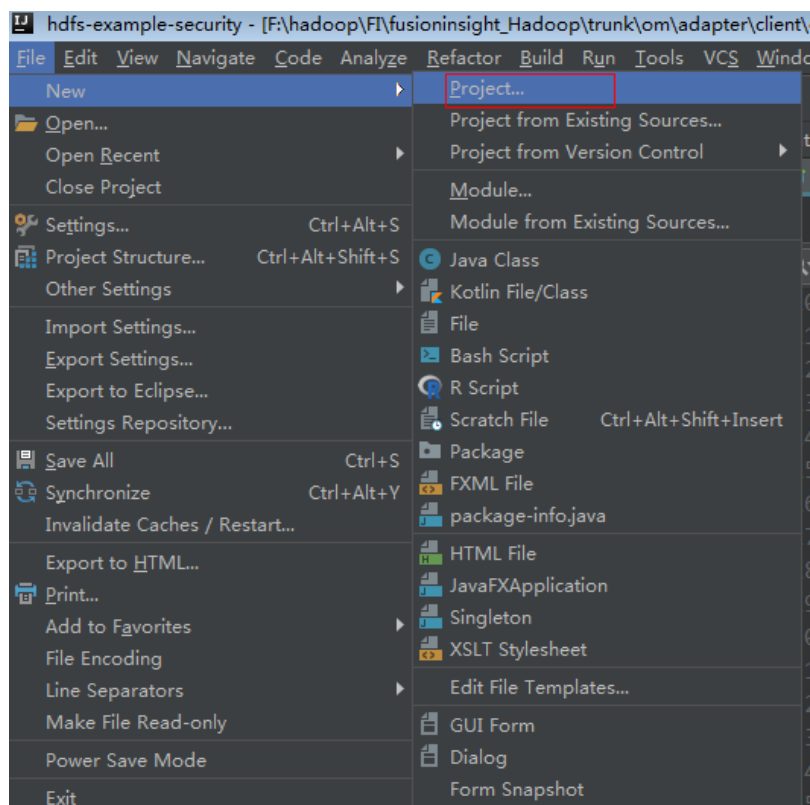 hdfs-example-security - [F:\hadoop\FI\fusioninsight_Hadoop\trunk\om\adapter\client\
File Edit View Navigate Code Analyze Refactor Build Run Tools VCS
New
Open...
Open Recent
Close Project
Settings... Ctrl+Alt+S
Project Structure... Ctrl+Alt+Shift+S
Other Settings
Import Settings...
Export Settings...
Export to Eclipse...
Settings Repository...
Save All Ctrl+S
Synchronize Ctrl+Alt+Y
Invalidate Caches / Restart...
Export to HTML...
Print...
Add to Favorites
File Encoding
Line Separators
Make File Read-only
Power Save Mode
Exit
Project...
Project from Existing Sources...
Project from Version Control
Module...
Module from Existing Sources...
Java Class
Kotlin File/Class
File
Bash Script
R Script
Scratch File Ctrl+Alt+Shift+Insert
Package
FXML File
package-info.java
HTML File
JavaFXApplication
Singleton
XSLT Stylesheet
Edit File Templates...
GUI Form
Dialog
Form Snapshot